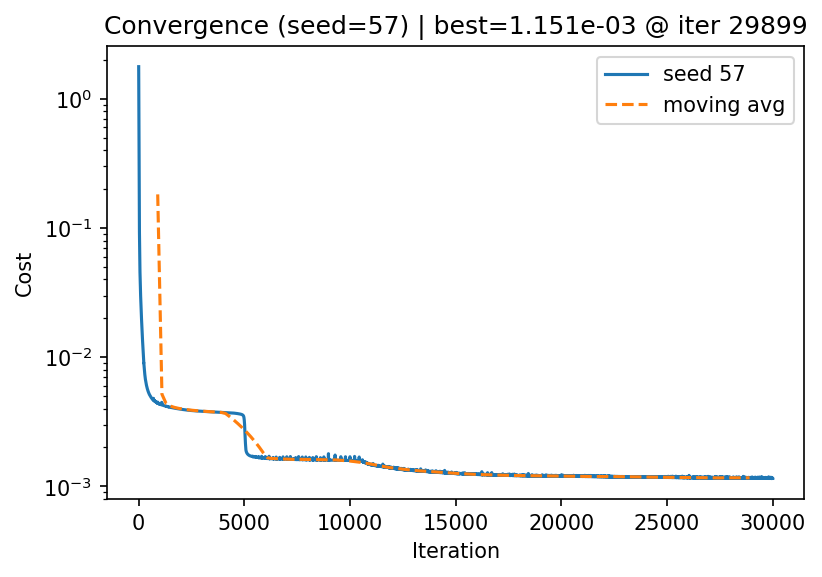 Convergence (seed=57) | best=1.151e-03 @ iter 29899
seed 57
moving avg
Cost
10⁰
10⁻¹
10⁻²
10⁻³
0 5000 10000 15000 20000 25000 30000
Iteration